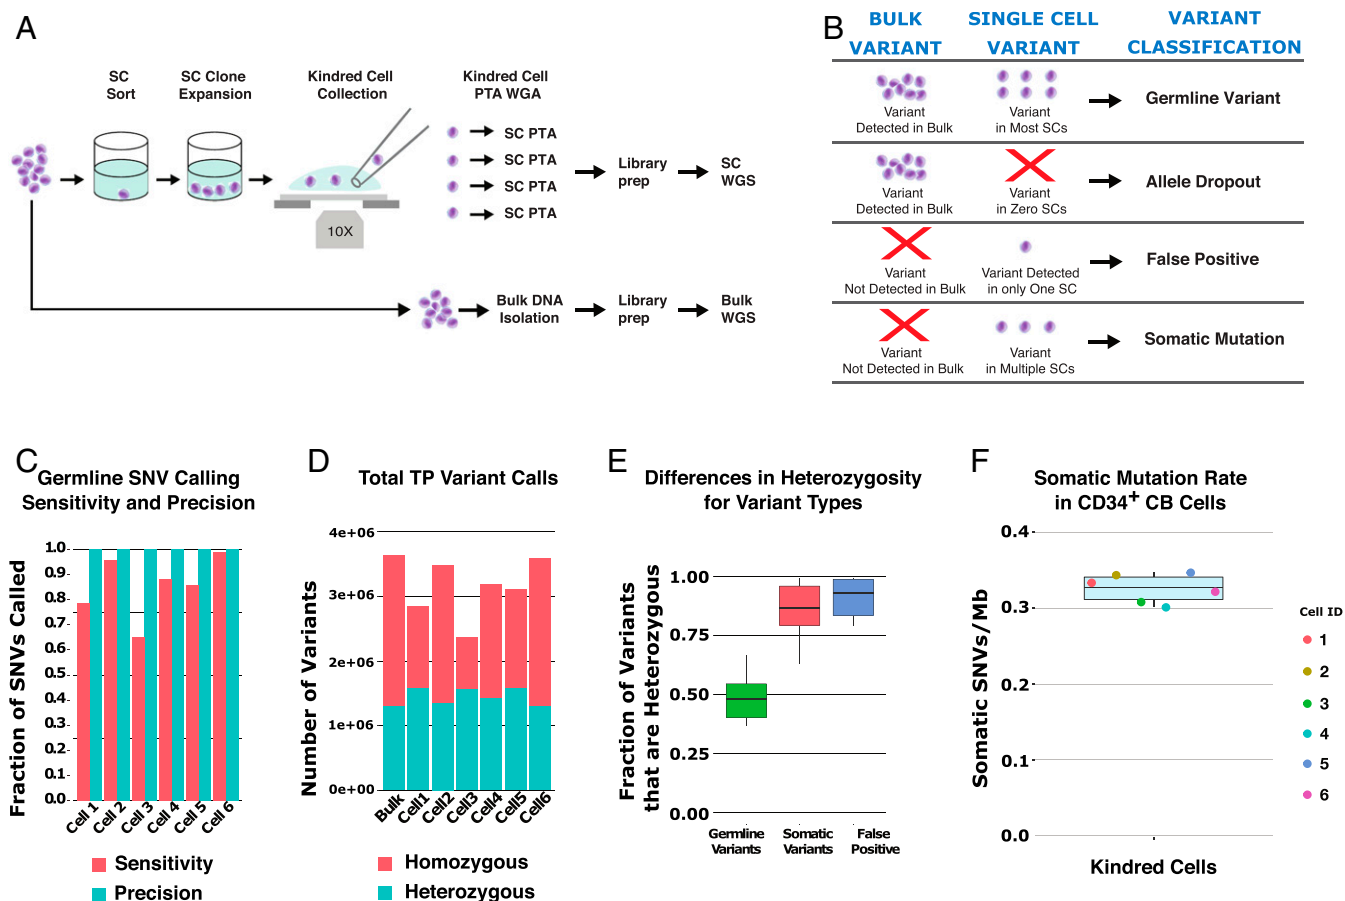 A
SC
Sort
SC Clone
Expansion
Kindred Cell
Collection
Kindred Cell
PTA WGA
10X
SC PTA
SC PTA
SC PTA
SC PTA
Library
prep
SC
WGS
Bulk DNA
Isolation
Library
prep
Bulk
WGS
B
BULK
VARIANT
SINGLE CELL
VARIANT
VARIANT
CLASSIFICATION
Variant
Detected in Bulk
Variant
in Most SCs
Germline Variant
Variant
Detected in Bulk
Variant
in Zero SCs
Allele Dropout
Variant
Not Detected in Bulk
Variant Detected
in only One SC
False Positive
Variant
Not Detected in Bulk
Variant
in Multiple SCs
Somatic Mutation
C
Germline SNV Calling
Sensitivity and Precision
Fraction of SNVs Called
1.0
0.9
0.8
0.7
0.6
0.5
0.4
0.3
0.2
0.1
0.0
Cell 1
Cell 2
Cell 3
Cell 4
Cell 5
Cell 6
Sensitivity
Precision
D
Total TP Variant Calls
Number of Variants
4e+06
3e+06
2e+06
1e+06
0e+00
Bulk
Cell1
Cell2
Cell3
Cell4
Cell5
Cell6
Homozygous
Heterozygous
E
Differences in Heterozygosity
for Variant Types
Fraction of Variants
that are Heterozygous
1.00
0.75
0.50
0.25
0.00
Germline
Variants
Somatic
Variants
False
Positive
F
Somatic Mutation Rate
in CD34+ CB Cells
Somatic SNVs/Mb
0.4
0.3
0.2
0.1
0.0
Kindred Cells
Cell ID
1
2
3
4
5
6